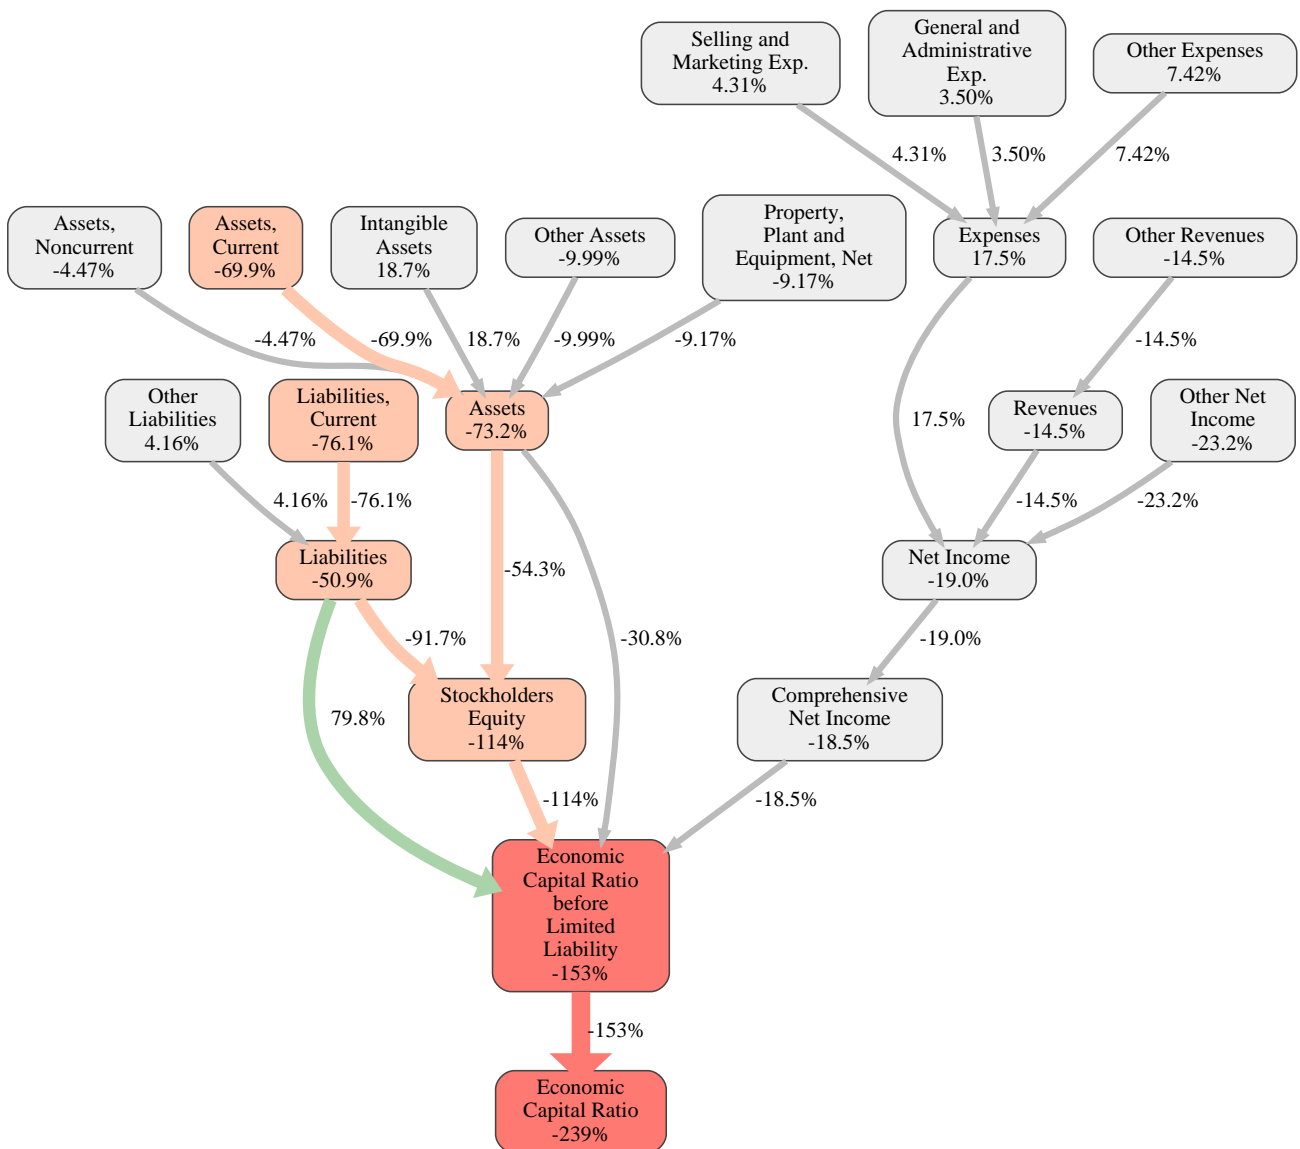 Selling and
Marketing Exp.
4.31%
General and
Administrative
Exp.
3.50%
Other Expenses
7.42%
4.31%
3.50%
7.42%
Assets,
Noncurrent
-4.47%
Assets,
Current
-69.9%
Intangible
Assets
18.7%
Other Assets
-9.99%
Property,
Plant and
Equipment, Net
-9.17%
Expenses
17.5%
Other Revenues
-14.5%
-4.47%
-69.9%
18.7%
-9.99%
-9.17%
-14.5%
Other
Liabilities
4.16%
Liabilities,
Current
-76.1%
Assets
-73.2%
17.5%
Revenues
-14.5%
Other Net
Income
-23.2%
4.16%
-76.1%
-14.5%
-23.2%
Liabilities
-50.9%
-54.3%
Net Income
-19.0%
-91.7%
-30.8%
-19.0%
79.8%
Stockholders
Equity
-114%
Comprehensive
Net Income
-18.5%
-114%
-18.5%
Economic
Capital Ratio
before
Limited
Liability
-153%
-153%
Economic
Capital Ratio
-239%